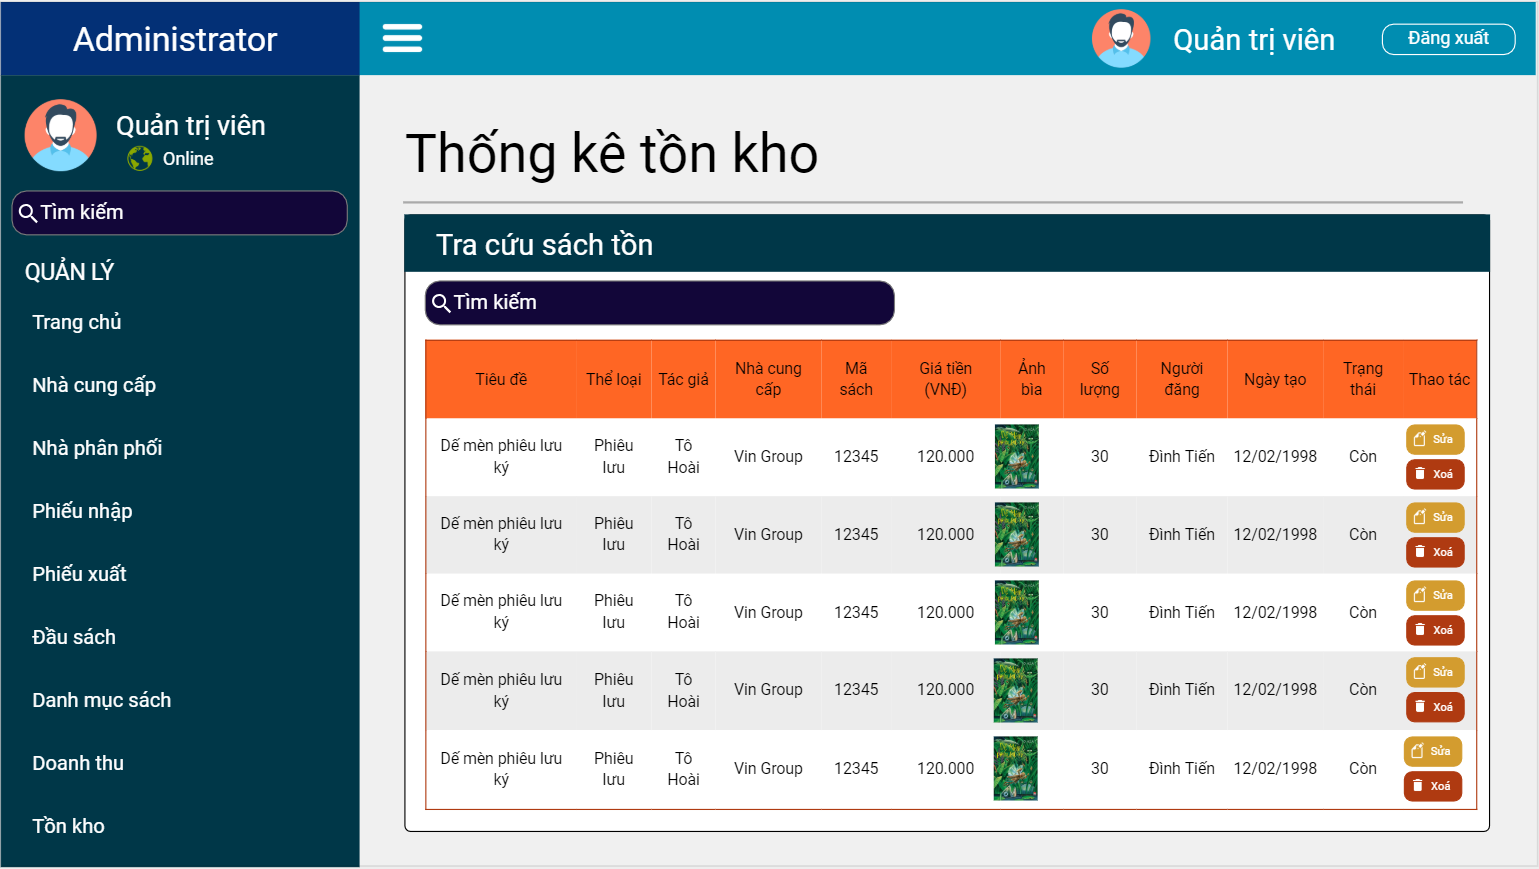 Administrator
Quản trị viên
Đăng xuất
Quản trị viên
Online
Tìm kiếm
QUẢN LÝ
Trang chủ
Nhà cung cấp
Nhà phân phối
Phiếu nhập
Phiếu xuất
Đầu sách
Danh mục sách
Doanh thu
Tồn kho
Thống kê tồn kho
Tra cứu sách tồn
Tìm kiếm
Tiêu đề Thể loại Tác giả Nhà cung cấp Mã sách Giá tiền (VNĐ) Ảnh bìa Số lượng Người đăng Ngày tạo Trạng thái Thao tác
Dế mèn phiêu lưu ký Phiêu lưu Tô Hoài Vin Group 12345 120.000 30 Đình Tiến 12/02/1998 Còn Sửa Xoá
Dế mèn phiêu lưu ký Phiêu lưu Tô Hoài Vin Group 12345 120.000 30 Đình Tiến 12/02/1998 Còn Sửa Xoá
Dế mèn phiêu lưu ký Phiêu lưu Tô Hoài Vin Group 12345 120.000 30 Đình Tiến 12/02/1998 Còn Sửa Xoá
Dế mèn phiêu lưu ký Phiêu lưu Tô Hoài Vin Group 12345 120.000 30 Đình Tiến 12/02/1998 Còn Sửa Xoá
Dế mèn phiêu lưu ký Phiêu lưu Tô Hoài Vin Group 12345 120.000 30 Đình Tiến 12/02/1998 Còn Sửa Xoá